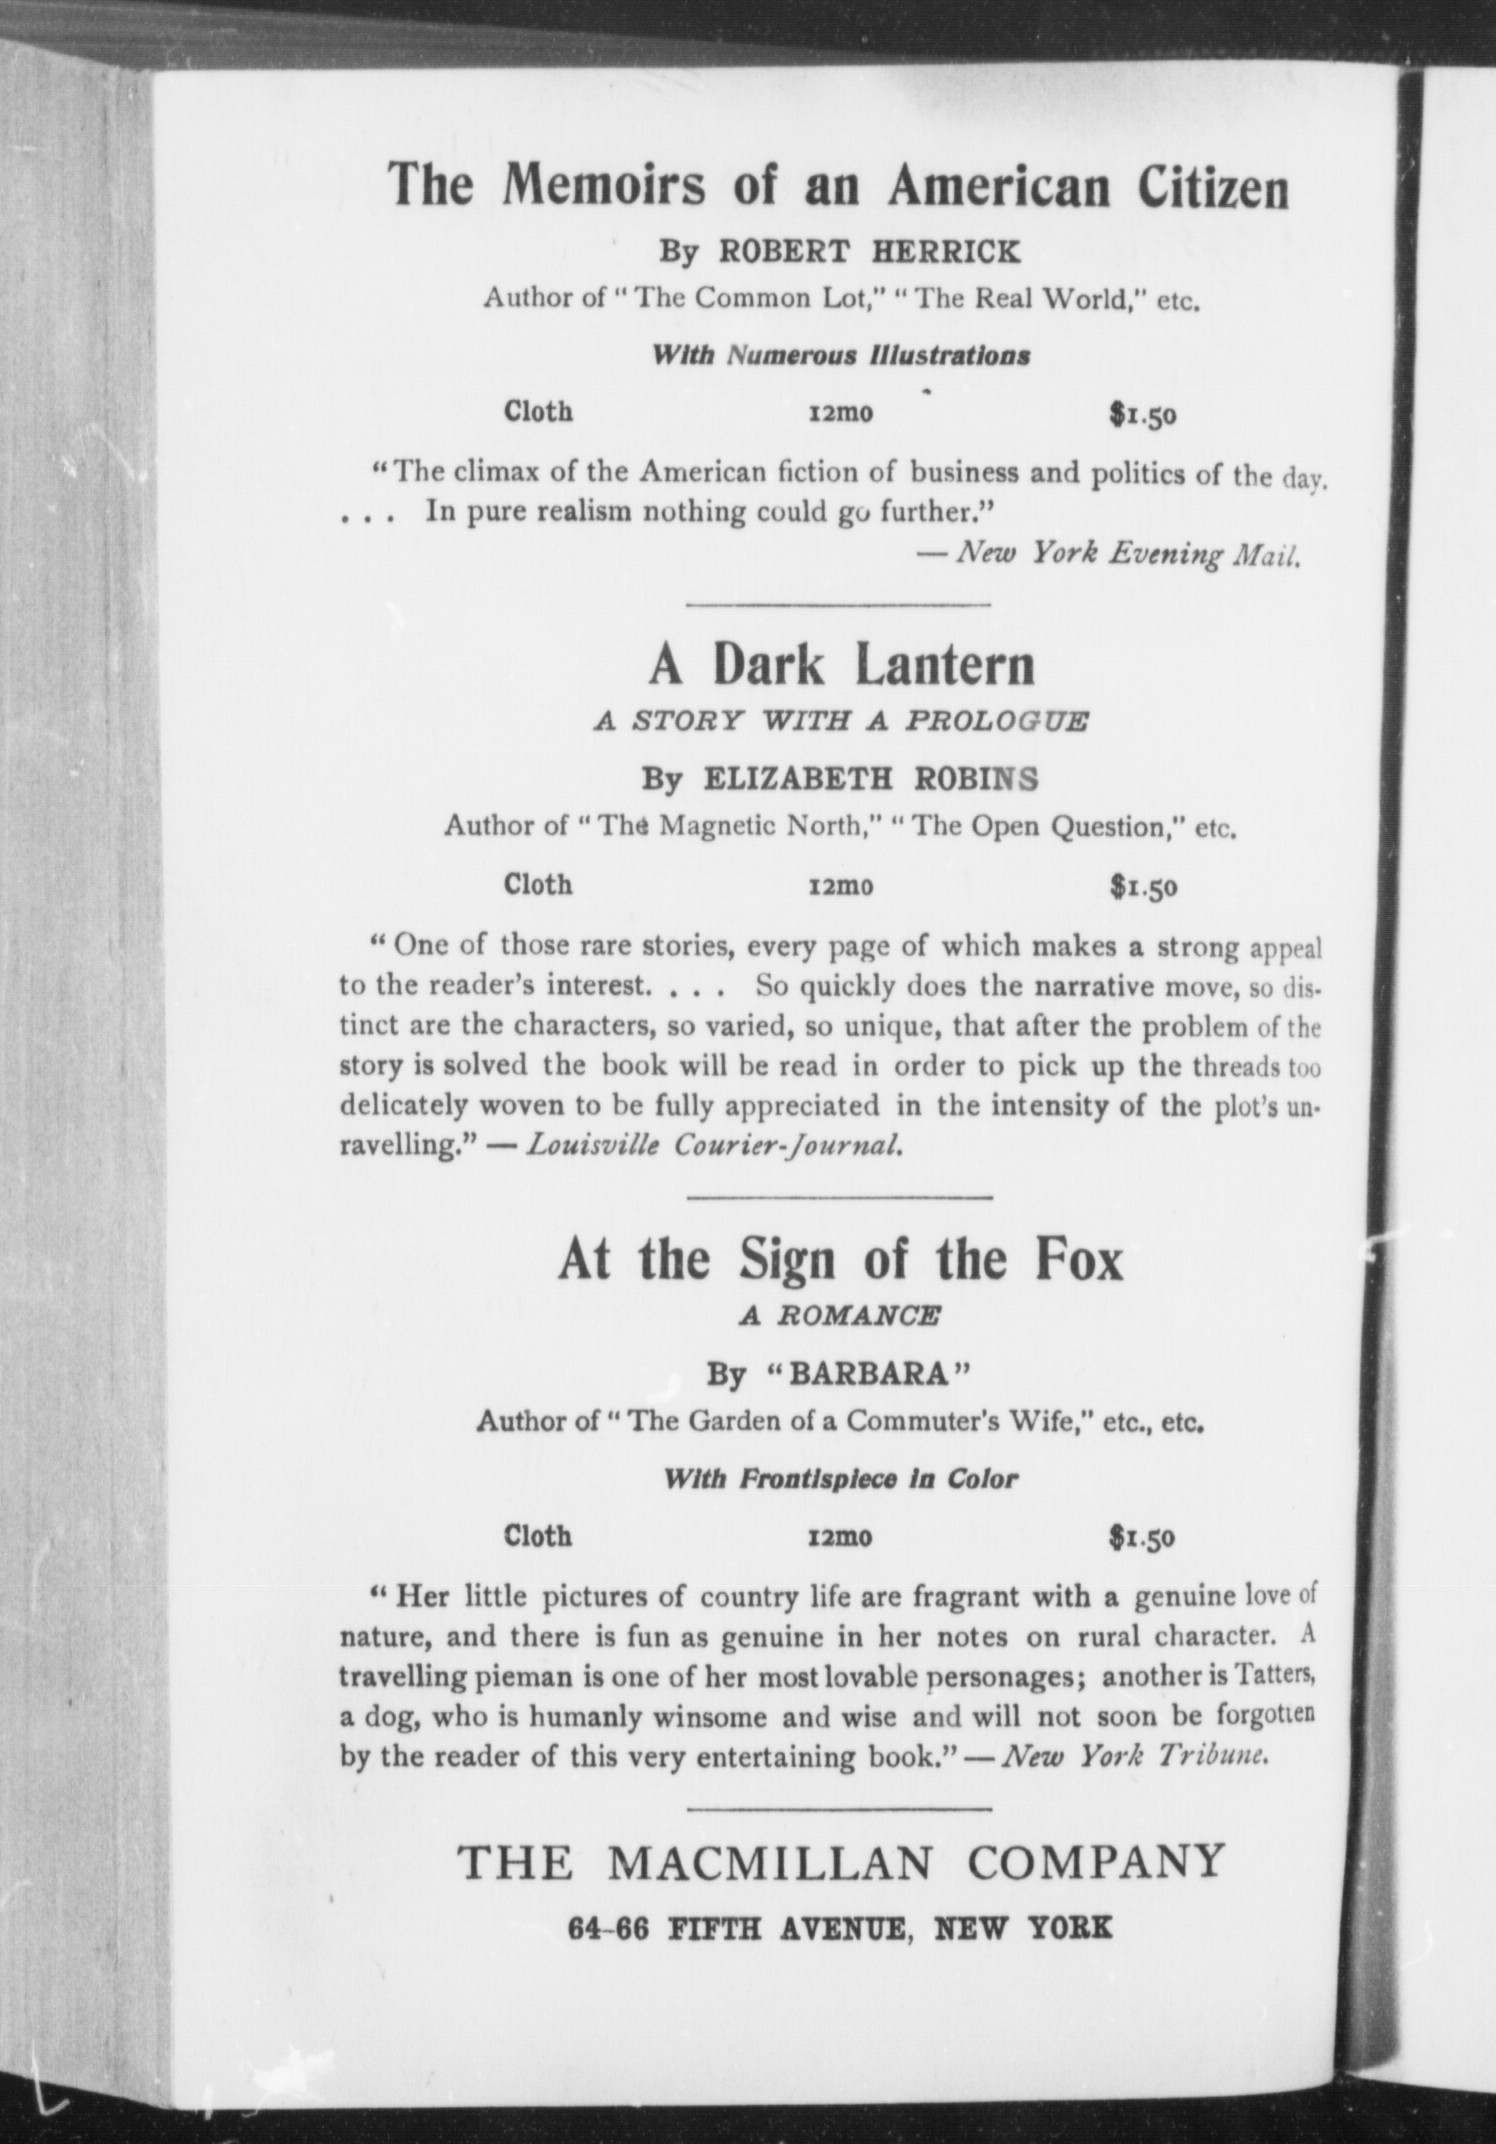 The Memoirs of an American Citizen
By ROBERT HERRICK
Author of “The Common Lot,” “The Real World,” etc.
With Numerous Illustrations
Cloth 12mo $1.50
“The climax of the American fiction of business and politics of the day.
. . . In pure realism nothing could go further.”
— New York Evening Mail.
A Dark Lantern
A STORY WITH A PROLOGUE
By ELIZABETH ROBINS
Author of “The Magnetic North,” “The Open Question,” etc.
Cloth 12mo $1.50
“One of those rare stories, every page of which makes a strong appeal
to the reader’s interest. . . . So quickly does the narrative move, so dis-
tinct are the characters, so varied, so unique, that after the problem of the
story is solved the book will be read in order to pick up the threads too
delicately woven to be fully appreciated in the intensity of the plot’s un-
ravelling.” — Louisville Courier-Journal.
At the Sign of the Fox
A ROMANCE
By “BARBARA”
Author of “The Garden of a Commuter’s Wife,” etc., etc.
With Frontispiece in Color
Cloth 12mo $1.50
“Her little pictures of country life are fragrant with a genuine love of
nature, and there is fun as genuine in her notes on rural character. A
travelling pieman is one of her most lovable personages; another is Tatters,
a dog, who is humanly winsome and wise and will not soon be forgotten
by the reader of this very entertaining book.” — New York Tribune.
THE MACMILLAN COMPANY
64-66 FIFTH AVENUE, NEW YORK